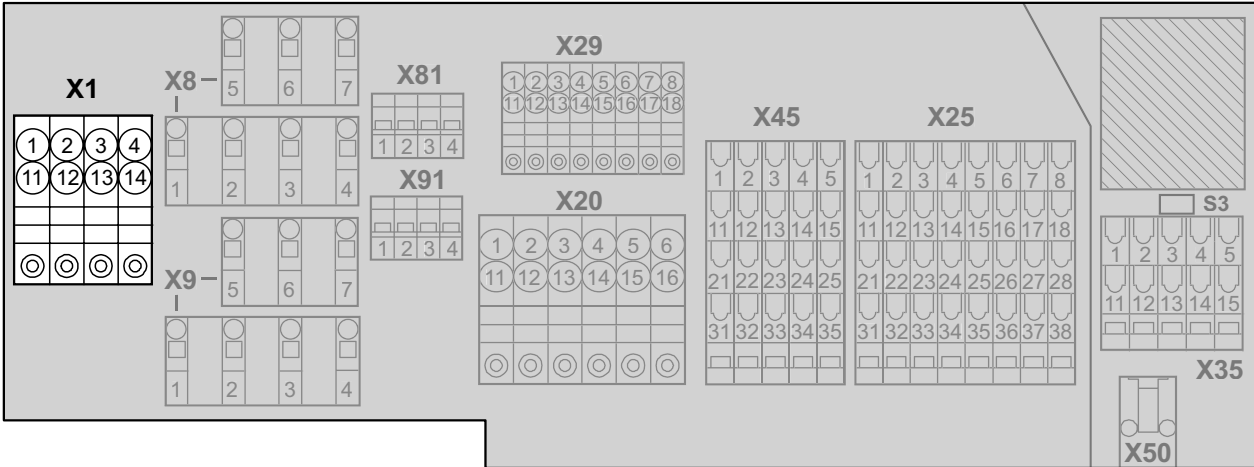 X1
1 2 3 4
11 12 13 14
X8
5 6 7
1 2 3 4
X9
5 6 7
1 2 3 4
X81
1 2 3 4
X91
1 2 3 4
X29
1 2 3 4 5 6 7 8
11 12 13 14 15 16 17 18
X20
1 2 3 4 5 6
11 12 13 14 15 16
X45
1 2 3 4 5
11 12 13 14 15
21 22 23 24 25
31 32 33 34 35
X25
1 2 3 4 5 6 7 8
11 12 13 14 15 16 17 18
21 22 23 24 25 26 27 28
31 32 33 34 35 36 37 38
S3
1 2 3 4 5
11 12 13 14 15
X35
X50